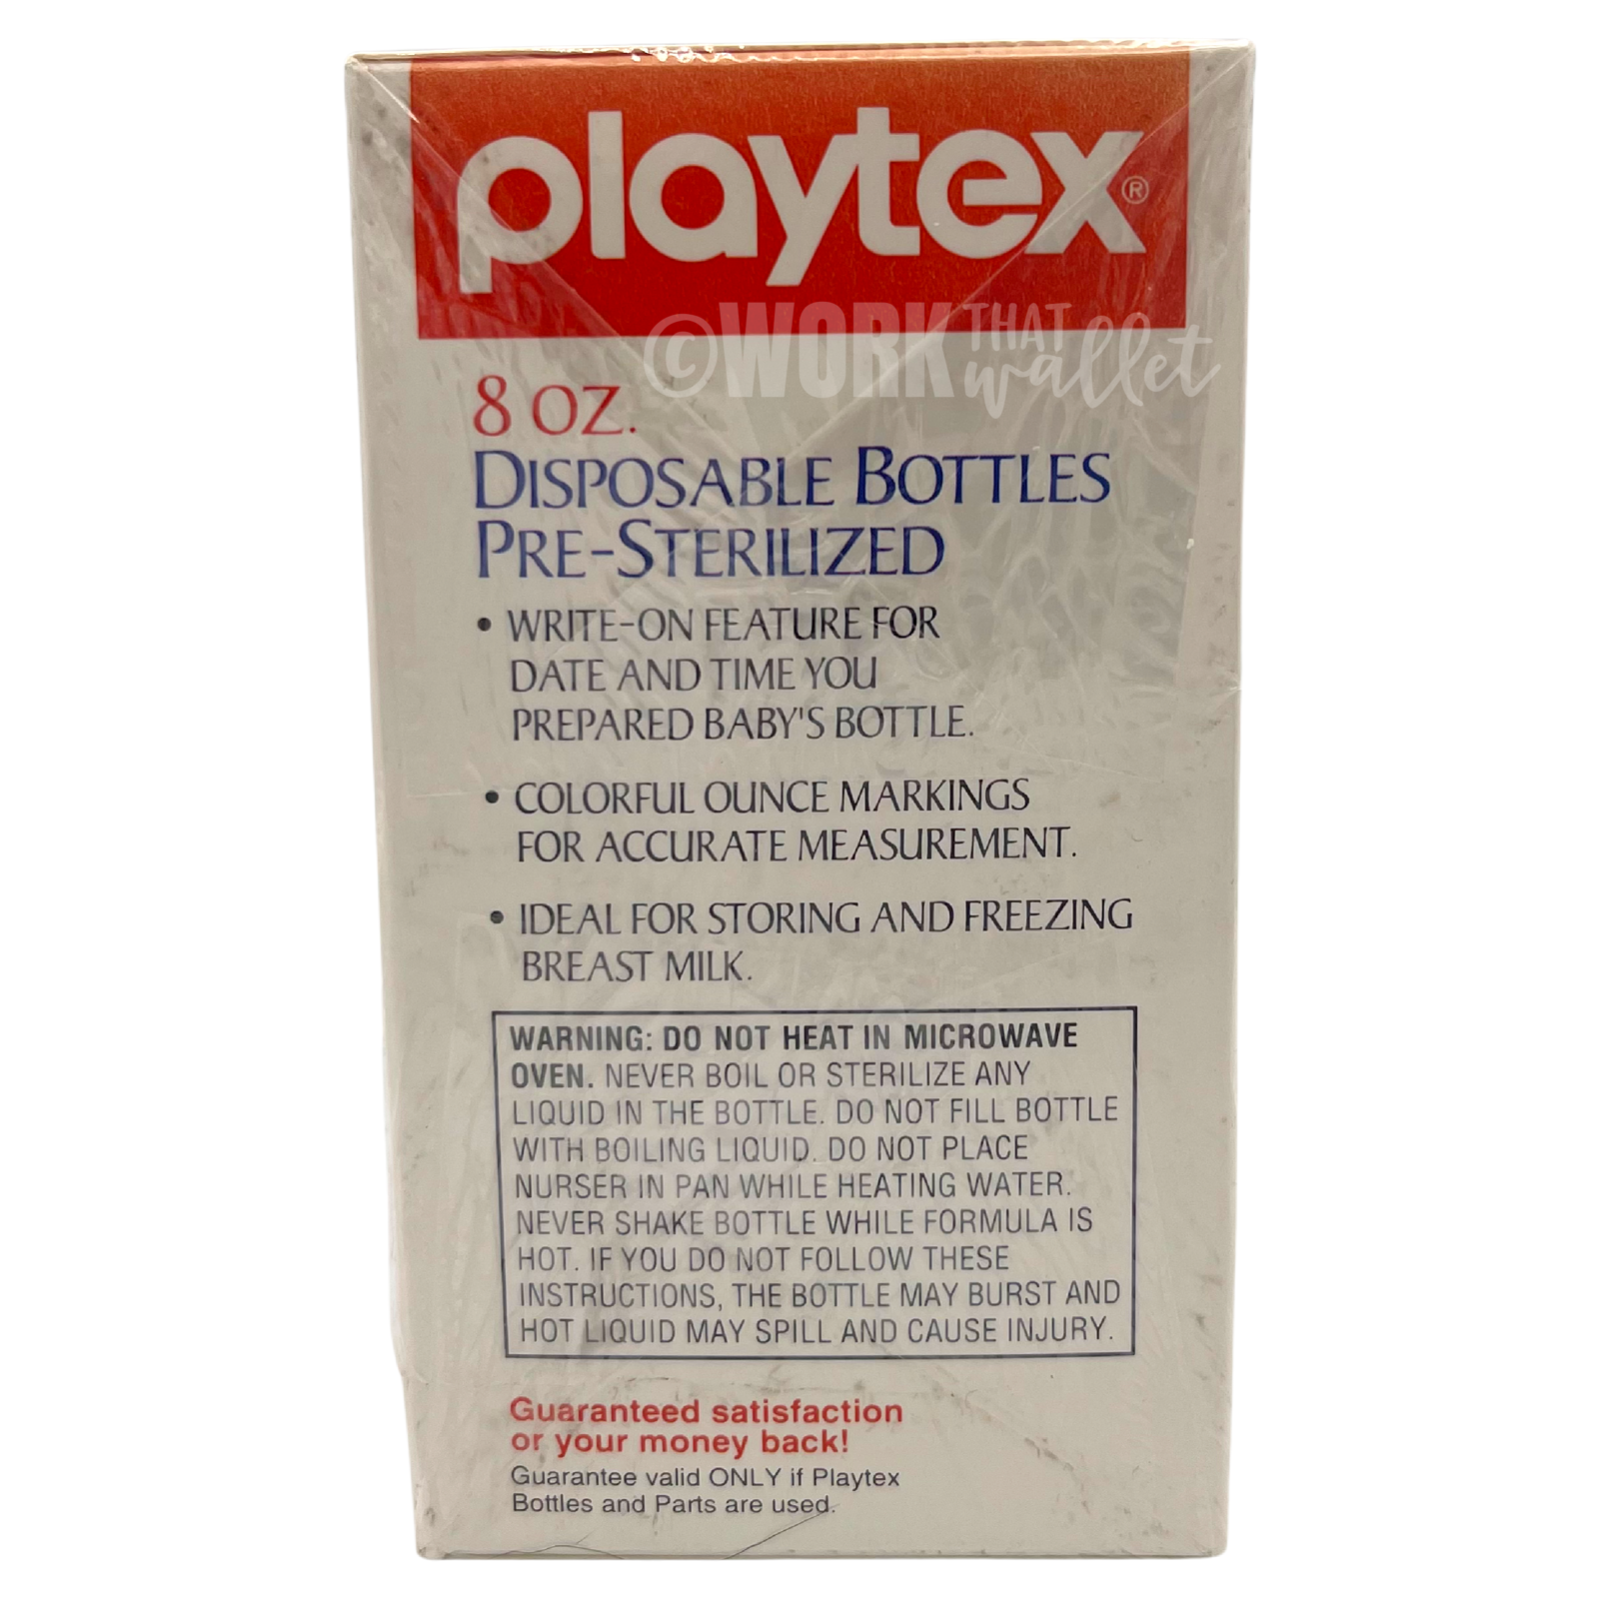 playtex®
©WORK THAT wallet
8 OZ.
DISPOSABLE BOTTLES
PRE-STERILIZED
• WRITE-ON FEATURE FOR
DATE AND TIME YOU
PREPARED BABY'S BOTTLE.
• COLORFUL OUNCE MARKINGS
FOR ACCURATE MEASUREMENT.
• IDEAL FOR STORING AND FREEZING
BREAST MILK.
WARNING: DO NOT HEAT IN MICROWAVE
OVEN. NEVER BOIL OR STERILIZE ANY
LIQUID IN THE BOTTLE. DO NOT FILL BOTTLE
WITH BOILING LIQUID. DO NOT PLACE
NURSER IN PAN WHILE HEATING WATER.
NEVER SHAKE BOTTLE WHILE FORMULA IS
HOT. IF YOU DO NOT FOLLOW THESE
INSTRUCTIONS, THE BOTTLE MAY BURST AND
HOT LIQUID MAY SPILL AND CAUSE INJURY.
Guaranteed satisfaction
or your money back!
Guarantee valid ONLY if Playtex
Bottles and Parts are used.